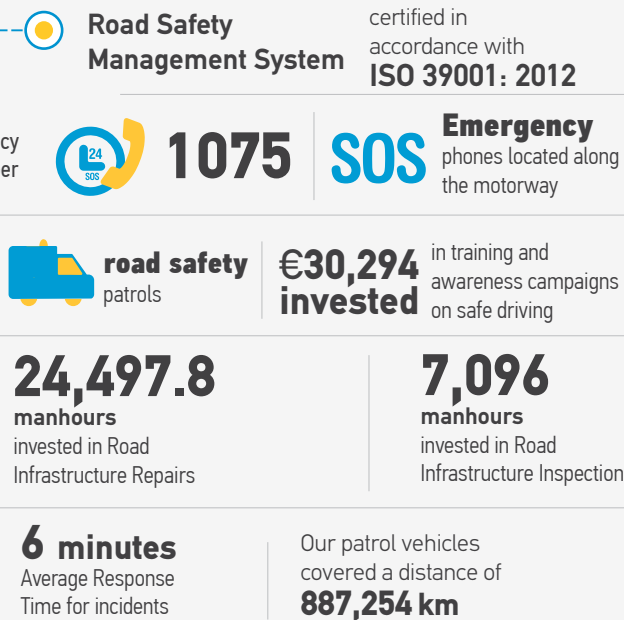 Road Safety
Management System
certified in
accordance with
ISO 39001: 2012
cy
er
24
SOS
1075
SOS
Emergency
phones located along
the motorway
road safety
patrols
€30,294
invested
in training and
awareness campaigns
on safe driving
24,497.8
manhours
invested in Road
Infrastructure Repairs
7,096
manhours
invested in Road
Infrastructure Inspection
6 minutes
Average Response
Time for incidents
Our patrol vehicles
covered a distance of
887,254 km